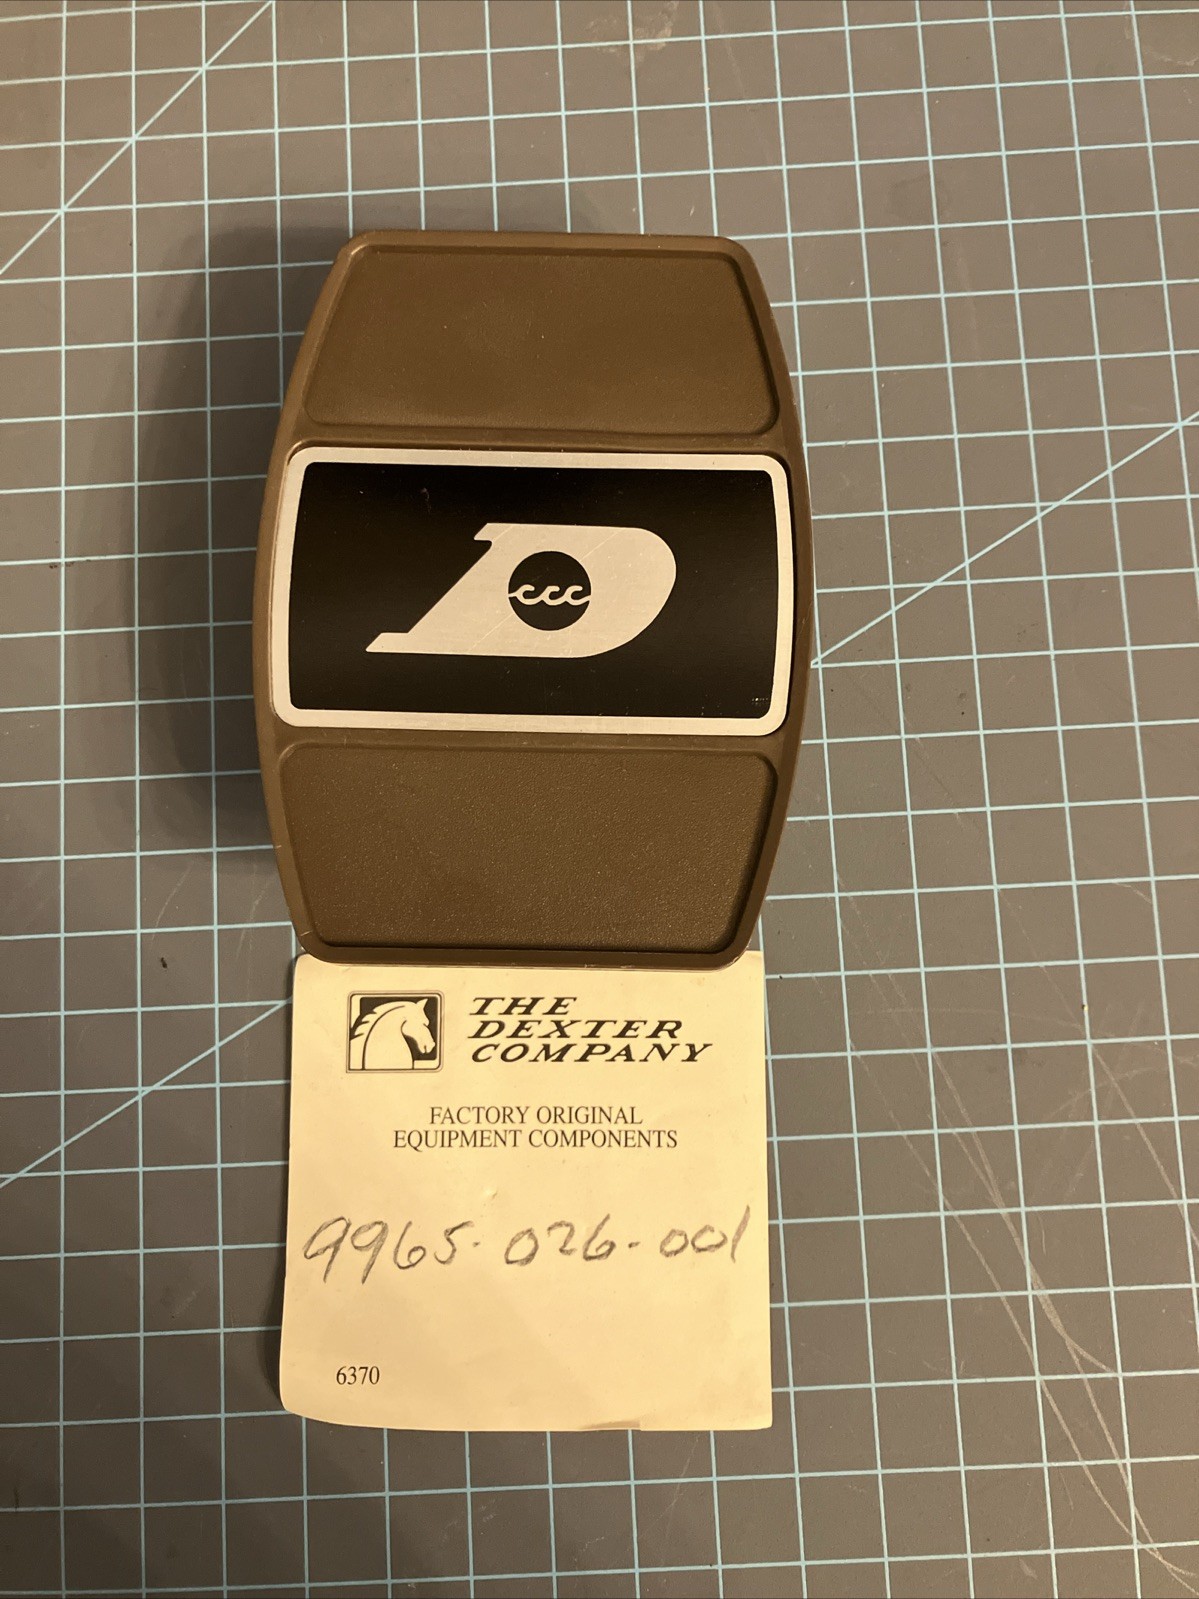 D
THE
DEXTER
COMPANY
FACTORY ORIGINAL
EQUIPMENT COMPONENTS
9965-026-001
6370